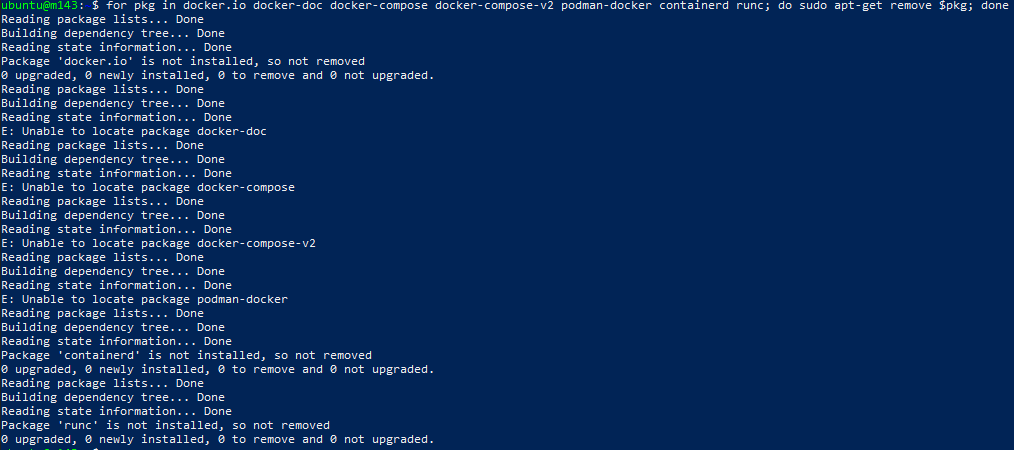 ubuntu@m143: $ for pkg in docker.io docker-doc docker-compose docker-compose-v2 podman-docker containerd runc; do sudo apt-get remove $pkg; done
Reading package lists... Done
Building dependency tree... Done
Reading state information... Done
Package 'docker.io' is not installed, so not removed
0 upgraded, 0 newly installed, 0 to remove and 0 not upgraded.
Reading package lists... Done
Building dependency tree... Done
Reading state information... Done
E: Unable to locate package docker-doc
Reading package lists... Done
Building dependency tree... Done
Reading state information... Done
E: Unable to locate package docker-compose
Reading package lists... Done
Building dependency tree... Done
Reading state information... Done
E: Unable to locate package docker-compose-v2
Reading package lists... Done
Building dependency tree... Done
Reading state information... Done
E: Unable to locate package podman-docker
Reading package lists... Done
Building dependency tree... Done
Reading state information... Done
Package 'containerd' is not installed, so not removed
0 upgraded, 0 newly installed, 0 to remove and 0 not upgraded.
Reading package lists... Done
Building dependency tree... Done
Reading state information... Done
Package 'runc' is not installed, so not removed
0 upgraded, 0 newly installed, 0 to remove and 0 not upgraded.